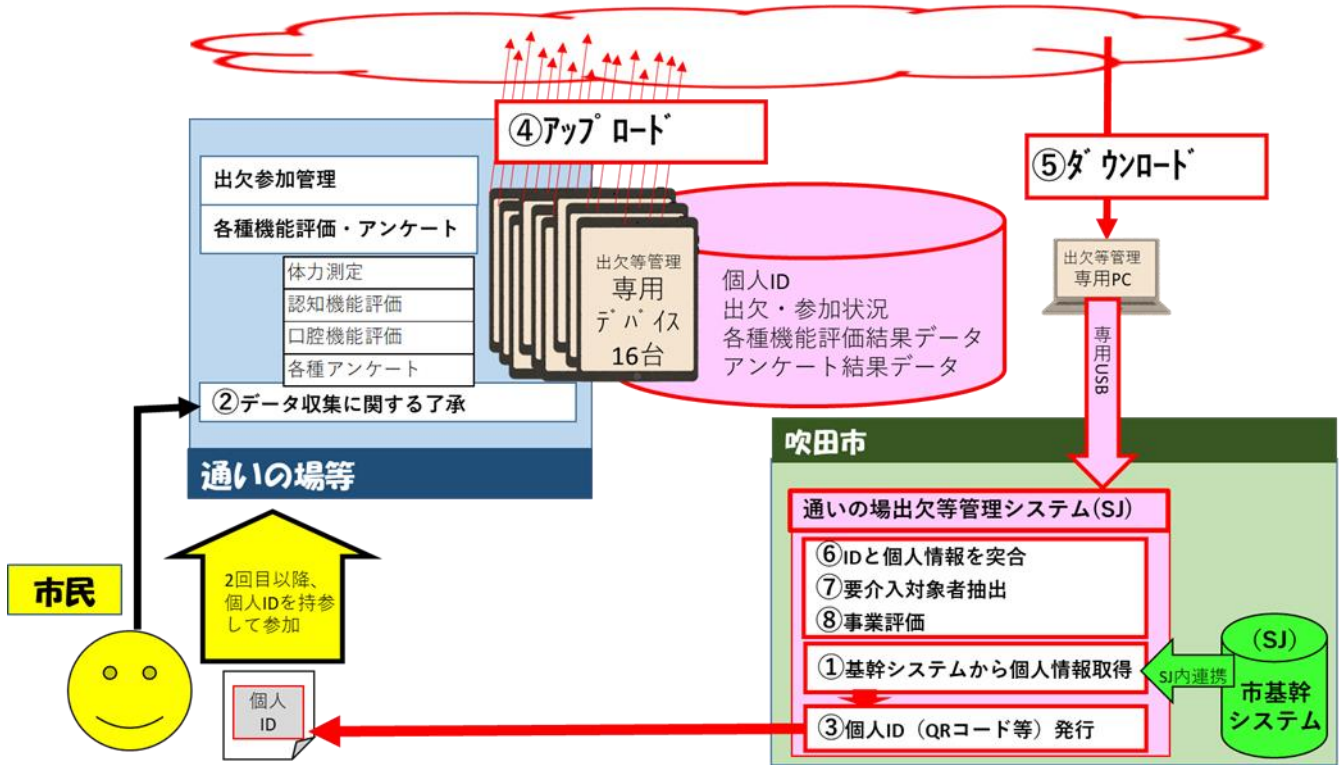 ④ｱｯﾌﾟﾛｰﾄﾞ
⑤ﾀﾞｳﾝﾛｰﾄﾞ
出欠参加管理
各種機能評価・アンケート
体力測定
認知機能評価
口腔機能評価
各種アンケート
②データ収集に関する了承
通いの場等
出欠等管理
専用
ﾃﾞﾊﾞｲｽ
16台
個人ID
出欠・参加状況
各種機能評価結果データ
アンケート結果データ
出欠等管理
専用PC
専用USB
吹田市
通いの場出欠等管理システム(SJ)
⑥IDと個人情報を突合
⑦要介入対象者抽出
⑧事業評価
①基幹システムから個人情報取得
③個人ID（QRコード等）発行
SJ内連携
(SJ)
市基幹
システム
市民
2回目以降、
個人IDを持参
して参加
個人
ID